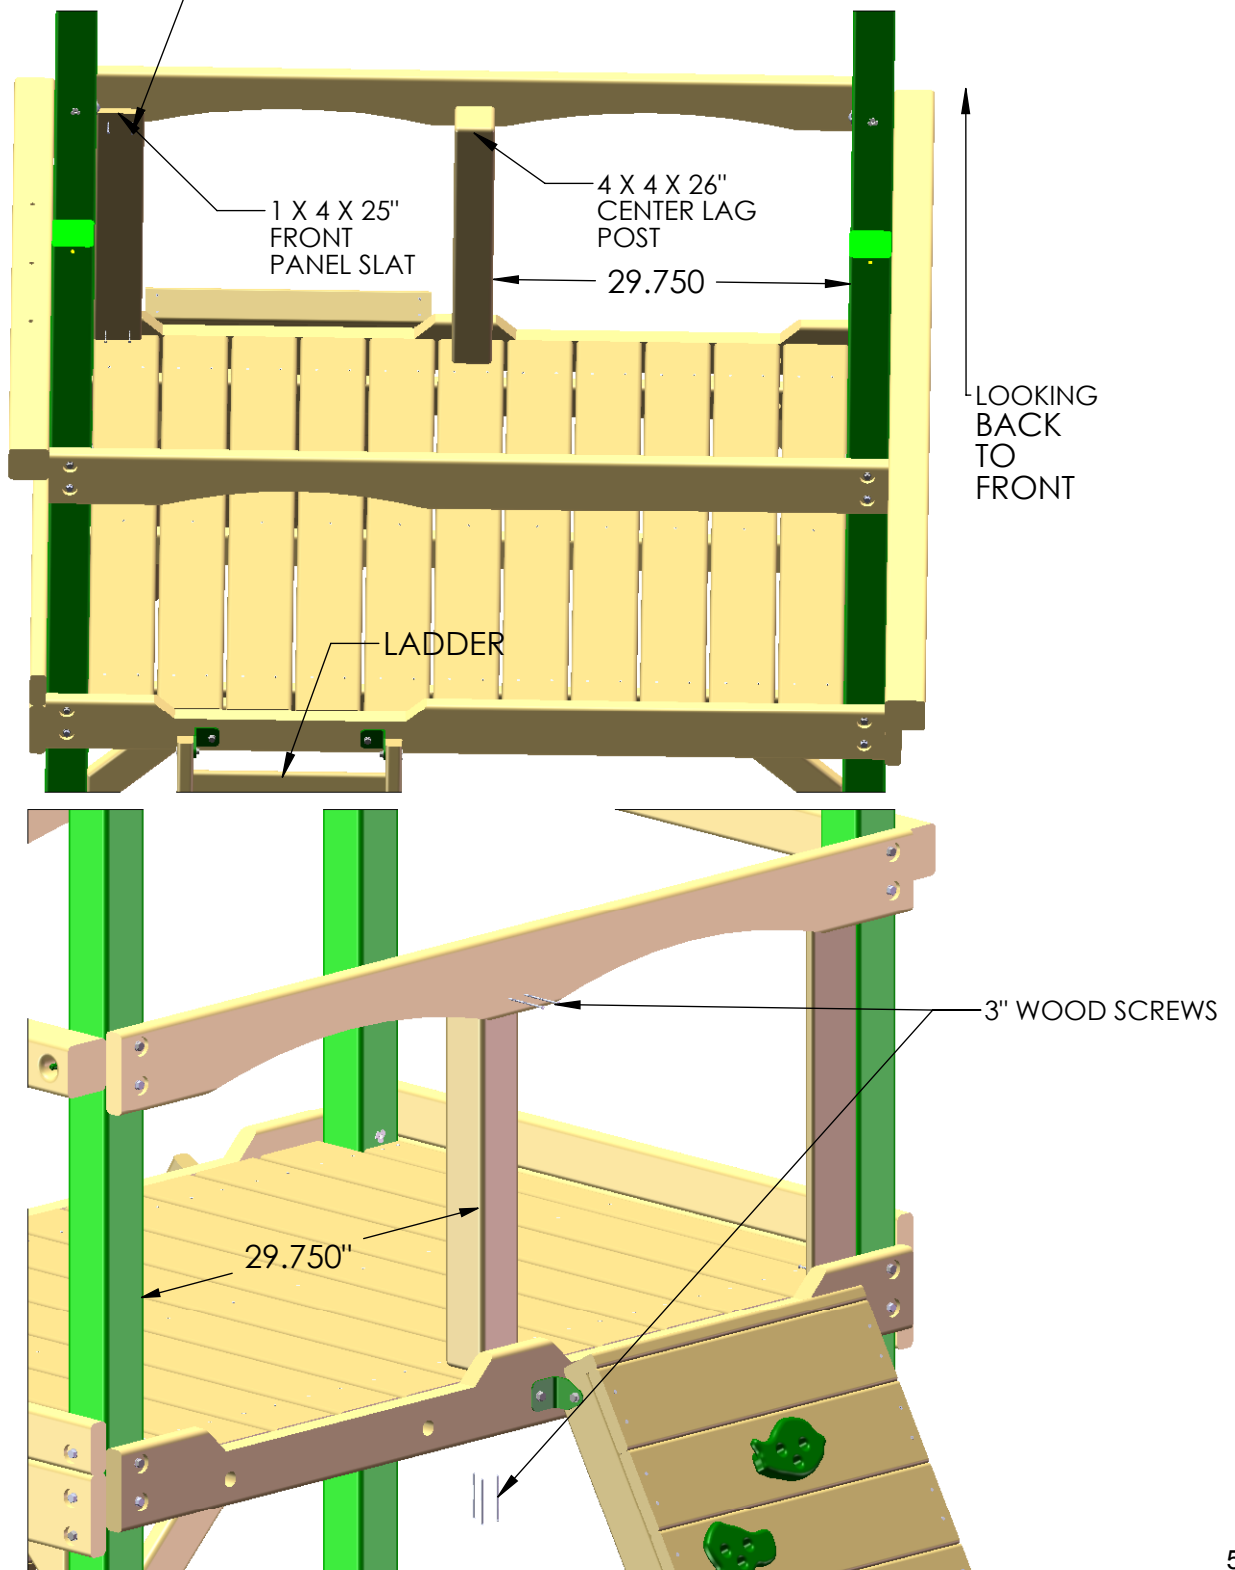 4 X 4 X 26"
CENTER LAG
POST
1 X 4 X 25"
FRONT
PANEL SLAT
29.750
LOOKING
BACK
TO
FRONT
LADDER
3" WOOD SCREWS
29.750"
5